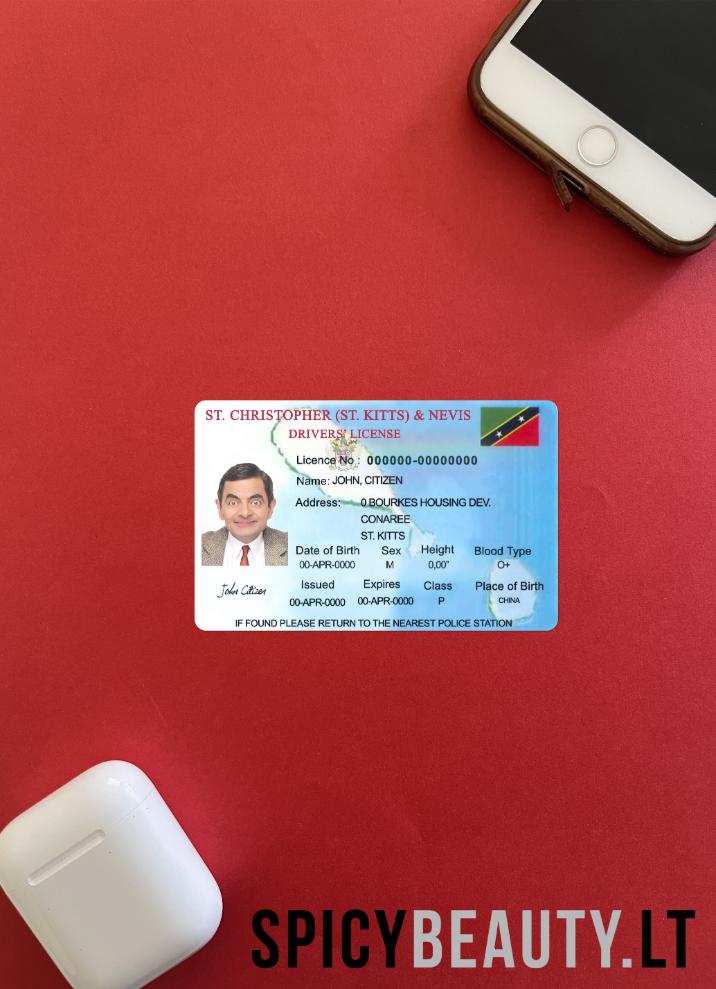 ST. CHRISTOPHER (ST. KITTS) & NEVIS
DRIVERS' LICENSE
Licence No : 000000-00000000
Name: JOHN, CITIZEN
Address: 0 BOURKES HOUSING DEV.
CONAREE
ST. KITTS
Date of Birth Sex Height Blood Type
00-APR-0000 M 0,00" O+
Issued Expires Class Place of Birth
00-APR-0000 00-APR-0000 P CHINA
John Citizen
IF FOUND PLEASE RETURN TO THE NEAREST POLICE STATION
SPICYBEAUTY.LT